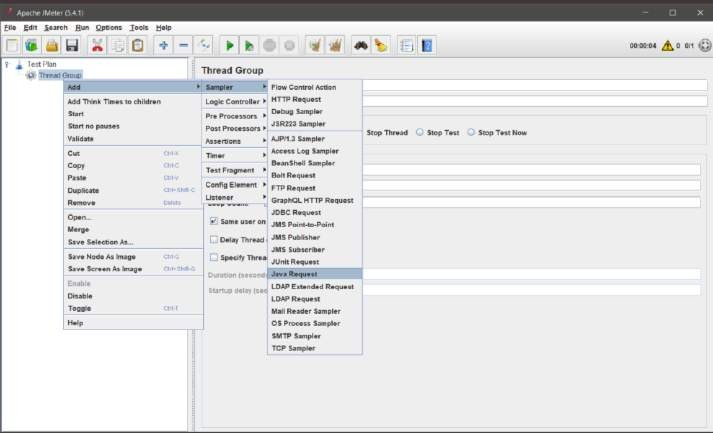 Apache JMeter (5.4.1)
File Edit Search Run Options Tools Help
00:00:04 0 0/1
Test Plan
Thread Group
Thread Group
Add
Add Think Times to children
Start
Start no pauses
Validate
Cut Ctrl-X
Copy Ctrl-C
Paste Ctrl-V
Duplicate Ctrl+Shift-C
Remove Delete
Open...
Merge
Save Selection As...
Save Node As Image Ctrl-G
Save Screen As Image Ctrl+Shift-G
Enable
Disable
Toggle Ctrl-T
Help
Sampler
Logic Controller
Pre Processors
Post Processors
Assertions
Timer
Test Fragment
Config Element
Listener
Flow Control Action
HTTP Request
Debug Sampler
JSR223 Sampler
AJP/1.3 Sampler
Access Log Sampler
BeanShell Sampler
Bolt Request
FTP Request
GraphQL HTTP Request
JDBC Request
JMS Point-to-Point
JMS Publisher
JMS Subscriber
JUnit Request
Java Request
LDAP Extended Request
LDAP Request
Mail Reader Sampler
OS Process Sampler
SMTP Sampler
TCP Sampler
Stop Thread Stop Test Stop Test Now
Same user on
Delay Thread
Specify Threa
Duration (second
Startup delay (sec